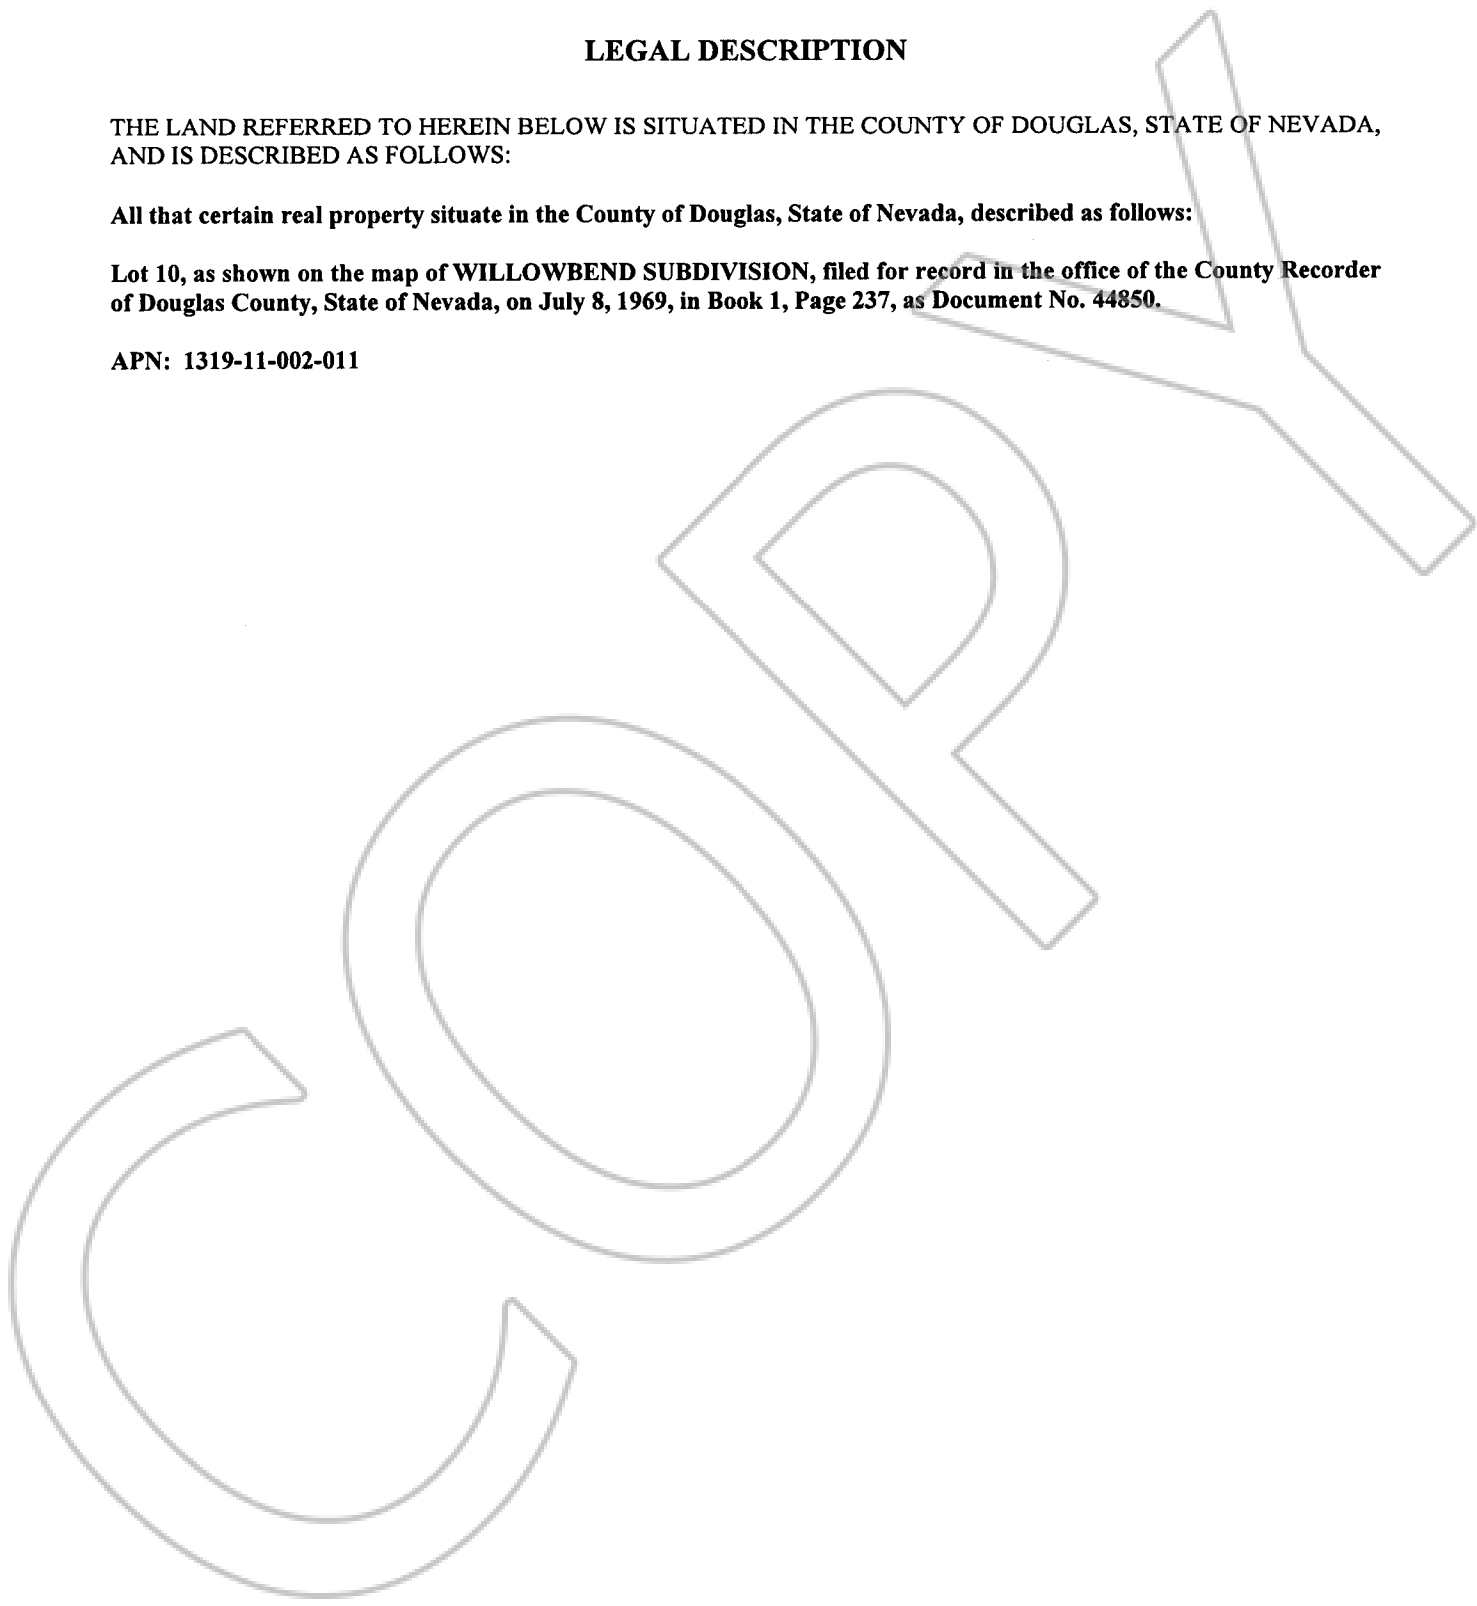 LEGAL DESCRIPTION
THE LAND REFERRED TO HEREIN BELOW IS SITUATED IN THE COUNTY OF DOUGLAS, STATE OF NEVADA,
AND IS DESCRIBED AS FOLLOWS:
All that certain real property situate in the County of Douglas, State of Nevada, described as follows:
Lot 10, as shown on the map of WILLOWBEND SUBDIVISION, filed for record in the office of the County Recorder
of Douglas County, State of Nevada, on July 8, 1969, in Book 1, Page 237, as Document No. 44850.
APN: 1319-11-002-011
COPY